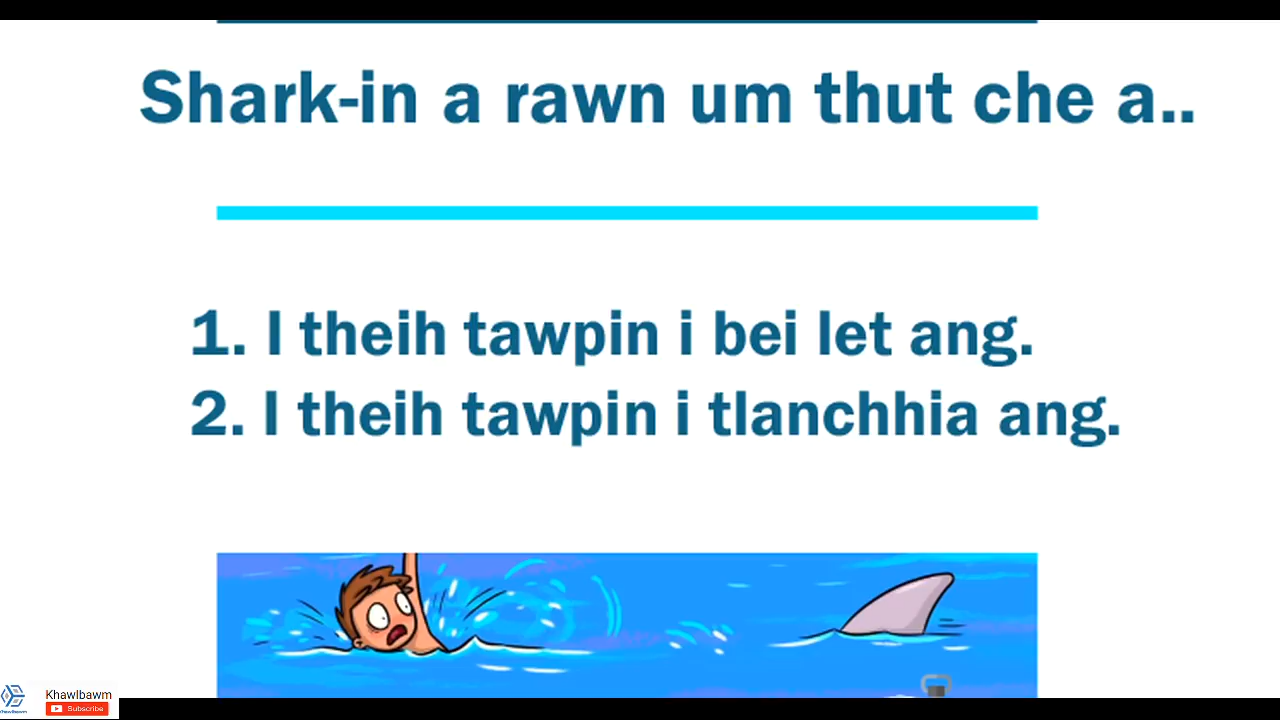 Shark-in a rawn um thut che a..
1. I theih tawpin i bei let ang.
2. I theih tawpin i tlanchhia ang.
Khawlbawm
Subscribe
Khawlbawm